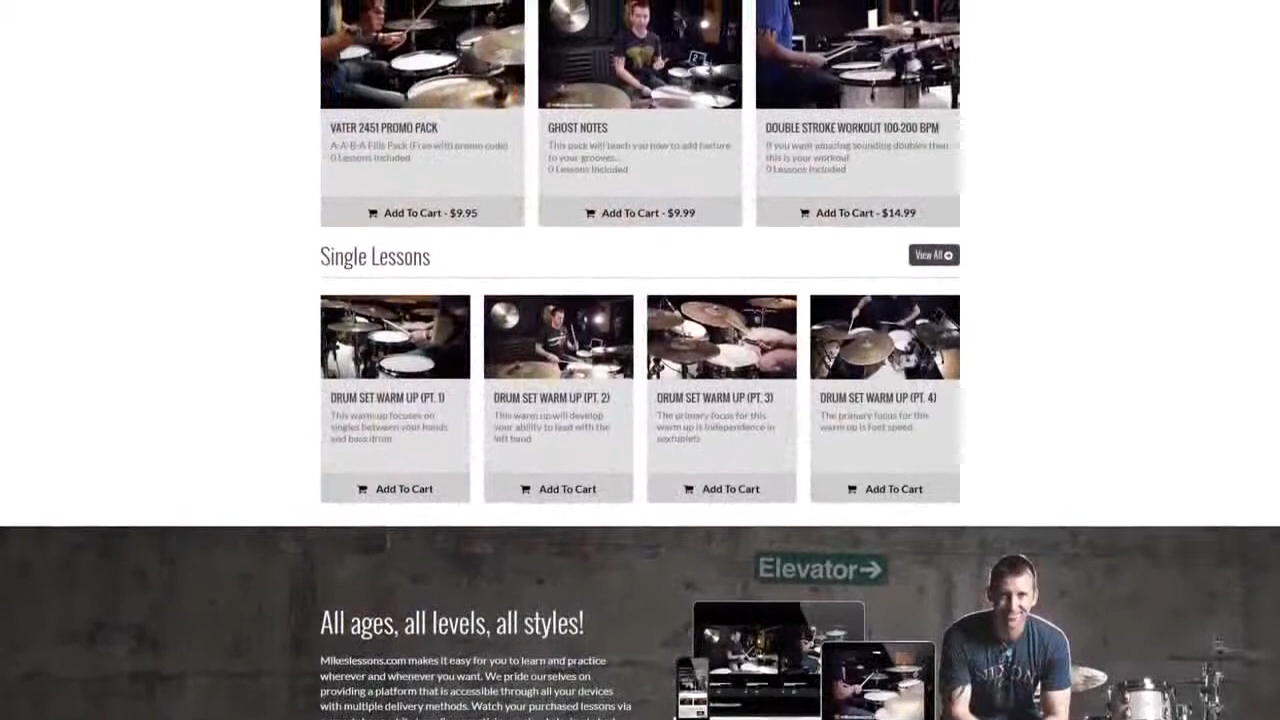 VATER 2451 PROMO PACK
A-A-B-A Fills Pack (Free with promo code)
0 Lessons Included
Add To Cart - $9.95
GHOST NOTES
This pack will teach you how to add texture
to your grooves...
0 Lessons Included
Add To Cart - $9.99
DOUBLE STROKE WORKOUT 100-200 BPM
If you want amazing sounding doubles then
this is your workout
0 Lessons Included
Add To Cart - $14.99
Single Lessons
View All
DRUM SET WARM UP (PT. 1)
This warm up focuses on
singles between your hands
and bass drum
Add To Cart
DRUM SET WARM UP (PT. 2)
This warm up will develop
your ability to lead with the
left hand
Add To Cart
DRUM SET WARM UP (PT. 3)
The primary focus for this
warm up is independence in
sextuplets
Add To Cart
DRUM SET WARM UP (PT. 4)
The primary focus for this
warm up is foot speed
Add To Cart
Elevator→
All ages, all levels, all styles!
Mikeslessons.com makes it easy for you to learn and practice
wherever and whenever you want. We pride ourselves on
providing a platform that is accessible through all your devices
with multiple delivery methods. Watch your purchased lessons via